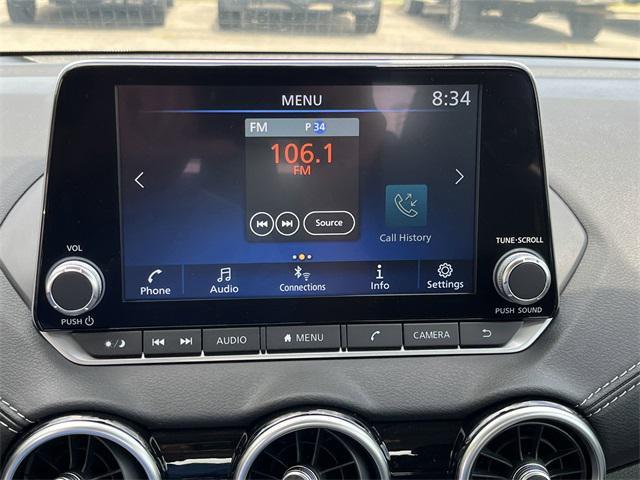 MENU 8:34
FM P 34
106.1
FM
Source
Call History
Phone Audio Connections Info Settings
VOL
PUSH
TUNE·SCROLL
PUSH SOUND
AUDIO MENU CAMERA